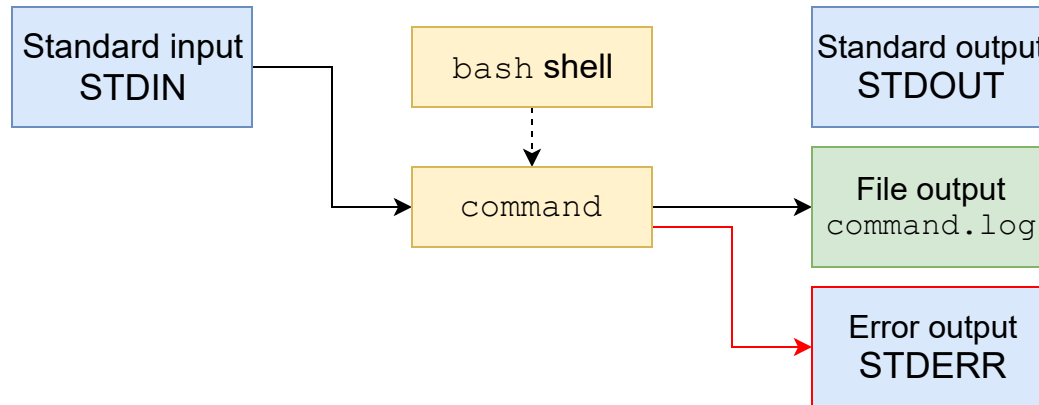 Standard input
STDIN
bash shell
Standard output
STDOUT
command
File output
command.log
Error output
STDERR